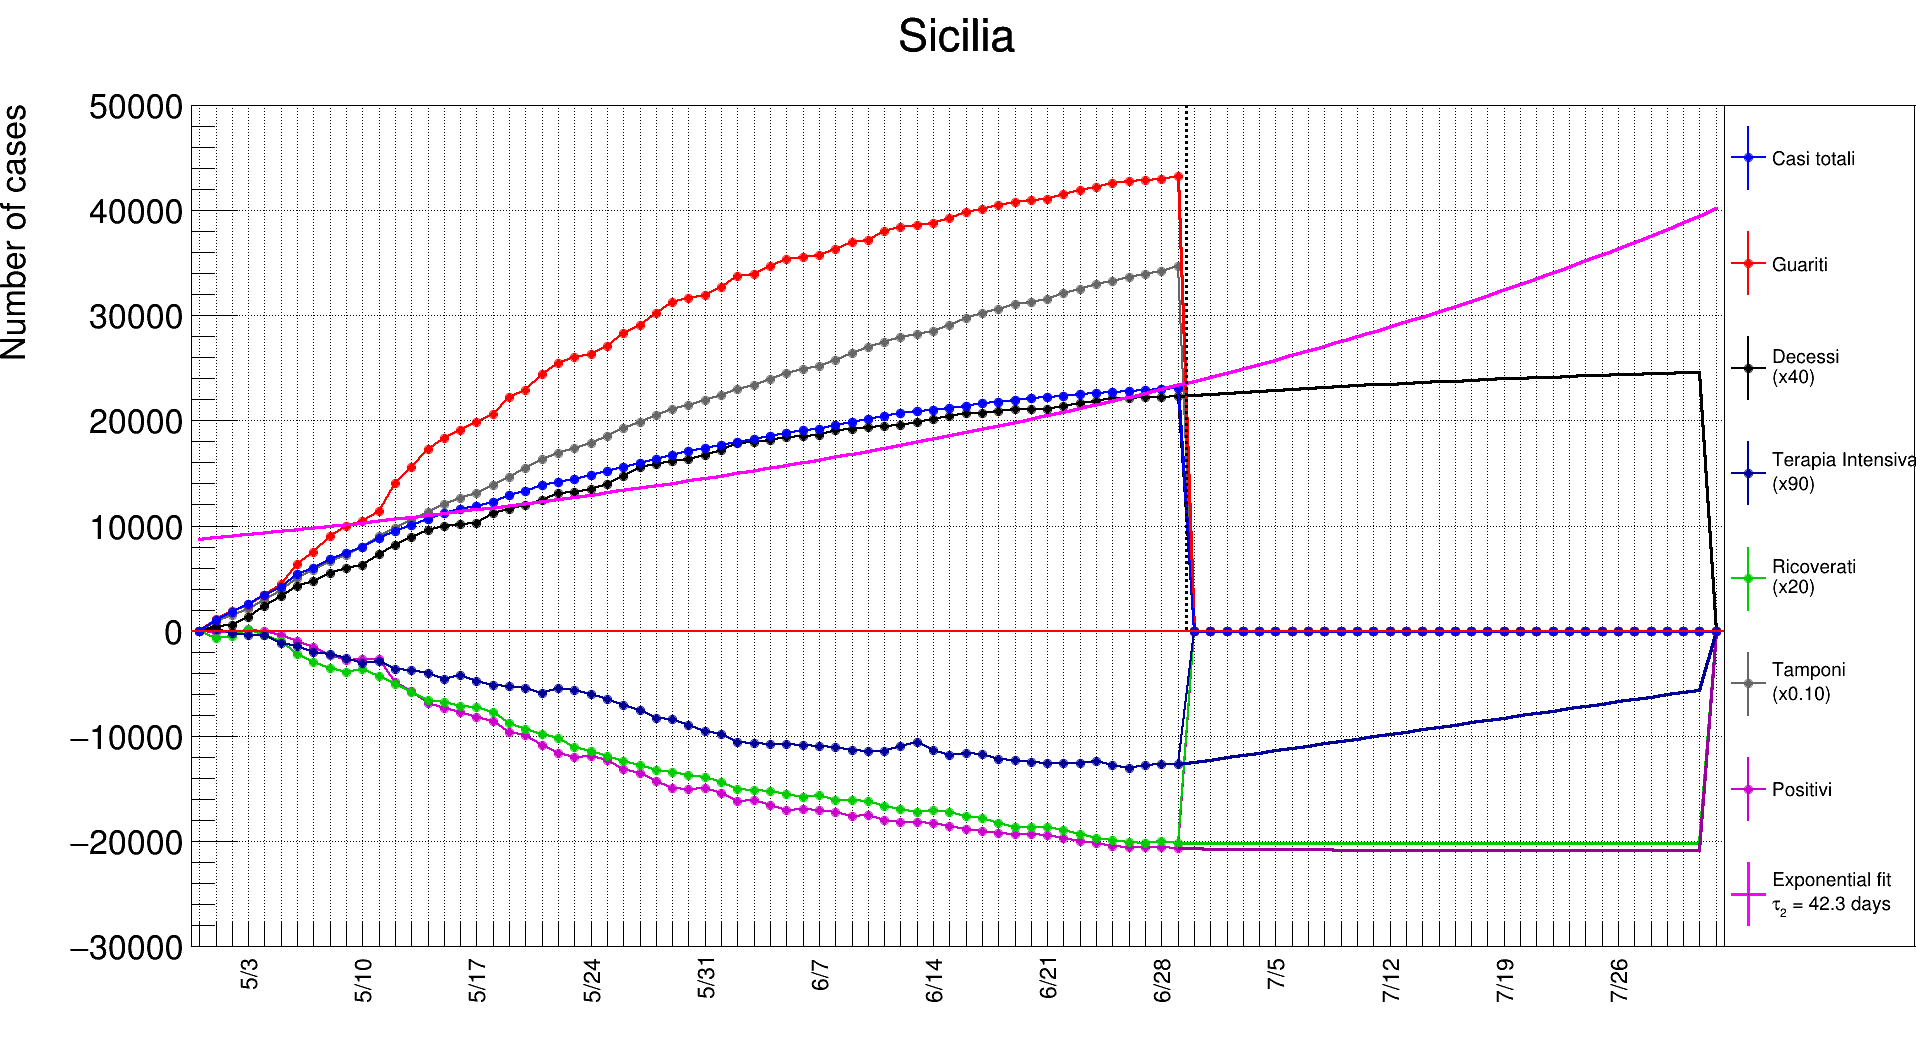 Sicilia
Number of cases
50000
40000
30000
20000
10000
0
−10000
−20000
−30000
5/3
5/10
5/17
5/24
5/31
6/7
6/14
6/21
6/28
7/5
7/12
7/19
7/26
Casi totali
Guariti
Decessi
(x40)
Terapia Intensiva
(x90)
Ricoverati
(x20)
Tamponi
(x0.10)
Positivi
Exponential fit
τ2 = 42.3 days